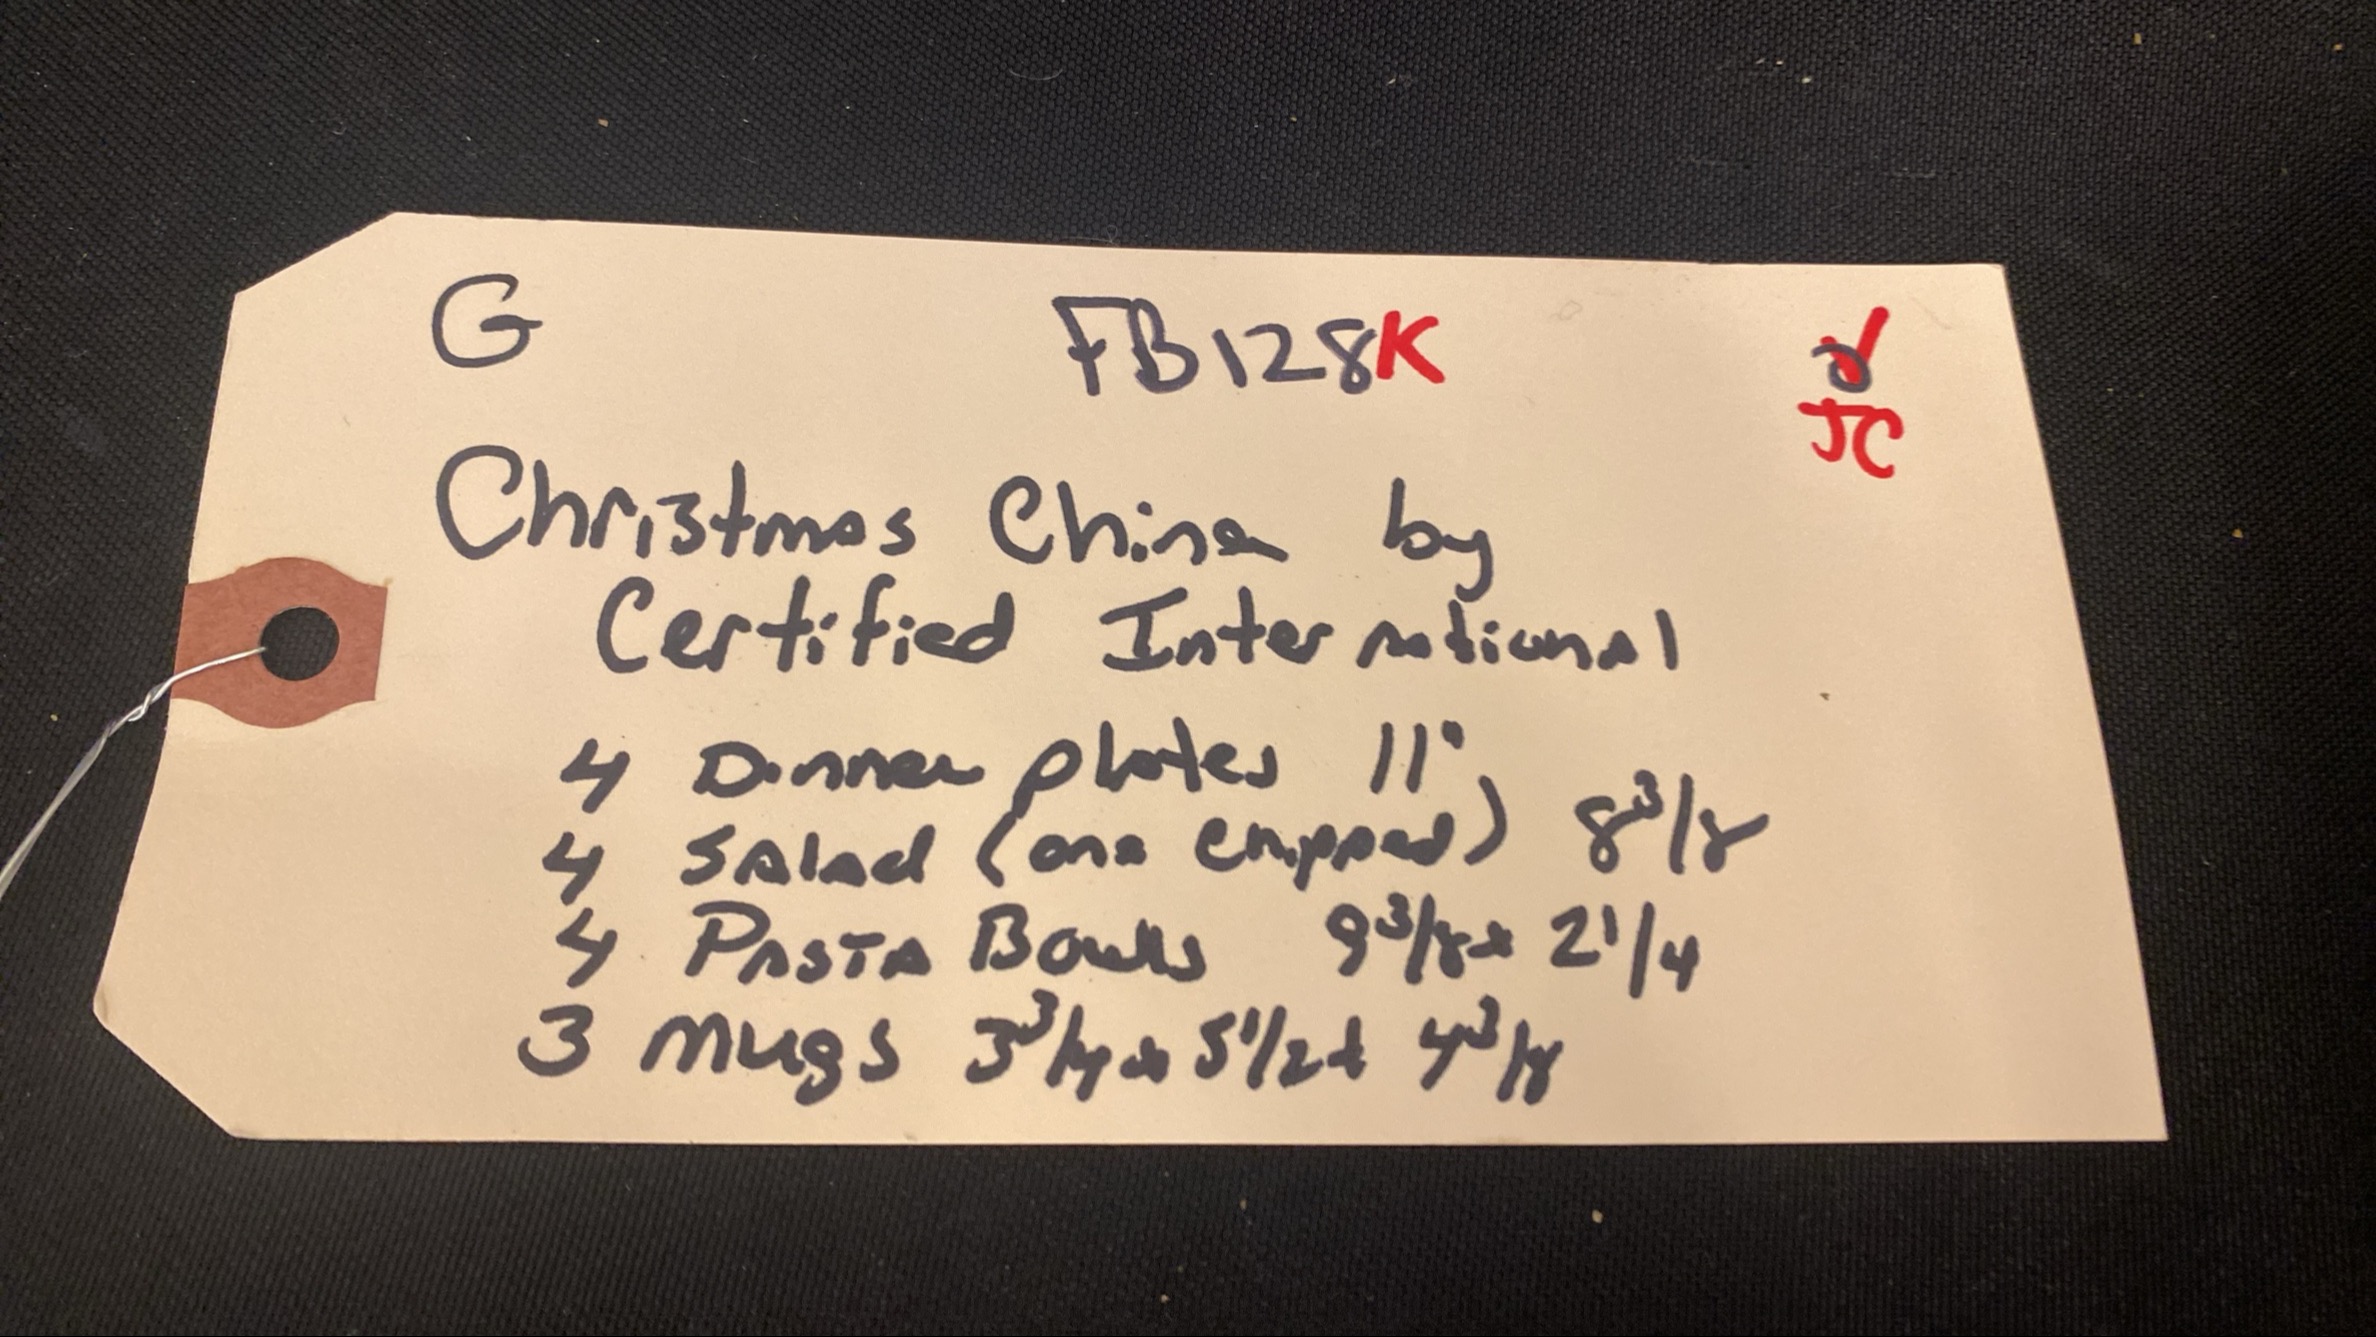 G FB128K
JC
Christmas China by
Certified International
4 Dinner plates 11"
4 Salad (one chipped) 8 3/8
4 Pasta Bowls 9 3/8 x 2 1/4
3 mugs 3 3/4 x 5 1/2 x 4 3/8